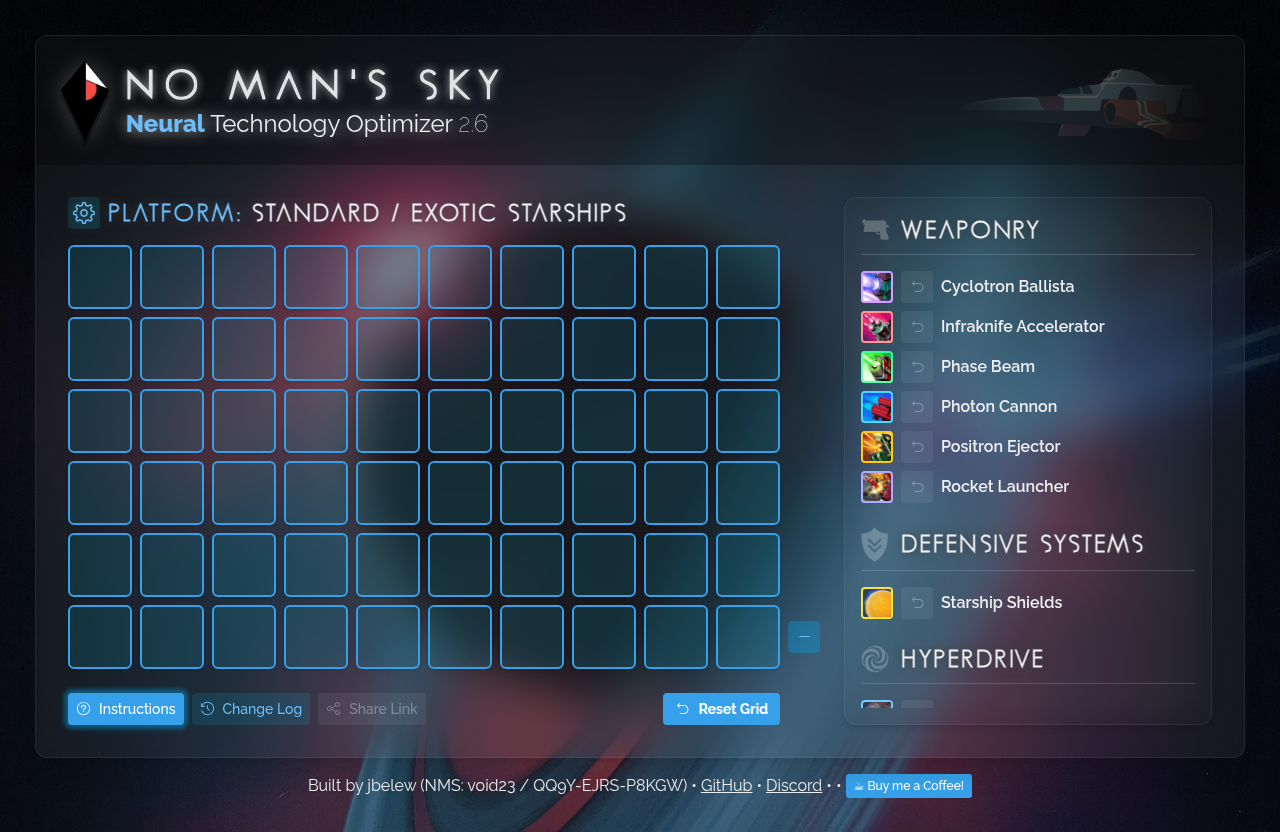 NO MAN'S SKY
Neural Technology Optimizer 2.6
PLATFORM: STANDARD / EXOTIC STARSHIPS
WEAPONRY
Cyclotron Ballista
Infraknife Accelerator
Phase Beam
Photon Cannon
Positron Ejector
Rocket Launcher
DEFENSIVE SYSTEMS
Starship Shields
HYPERDRIVE
Instructions
Change Log
Share Link
Reset Grid
Built by jbelew (NMS: void23 / QQ9Y-EJRS-P8KGW) • GitHub • Discord • • Buy me a Coffee!